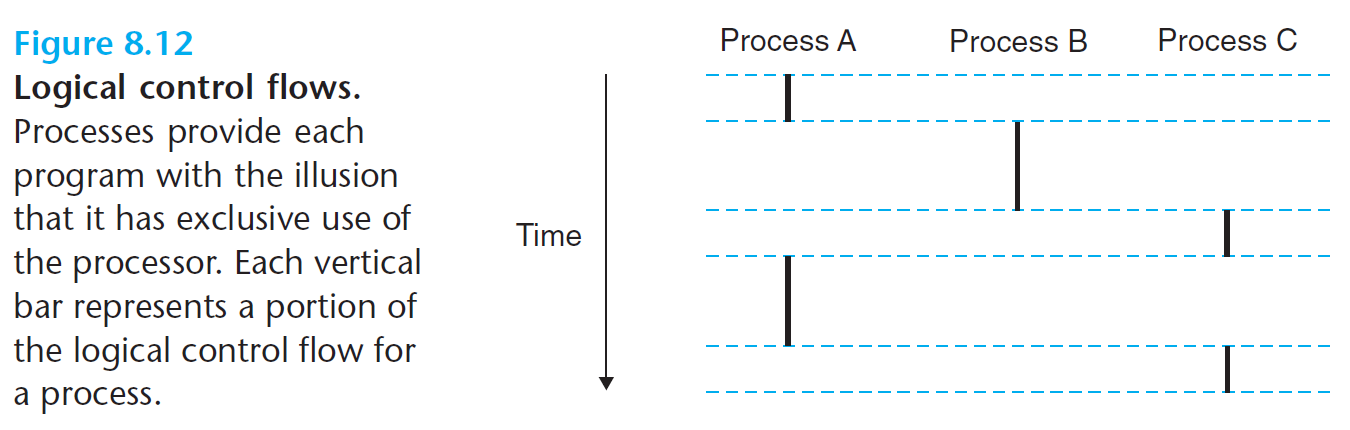 Figure 8.12
Logical control flows.
Processes provide each
program with the illusion
that it has exclusive use of
the processor. Each vertical
bar represents a portion of
the logical control flow for
a process.
Time
Process A Process B Process C